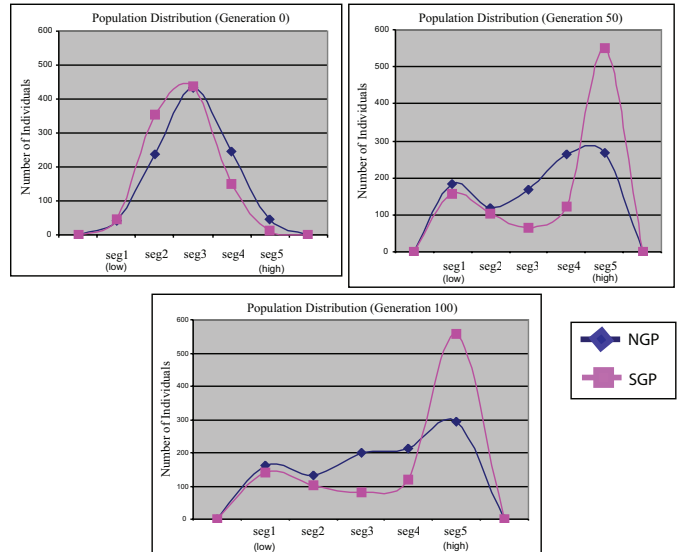 Population Distribution (Generation 0)
600
500
400
300
200
100
0
Number of Individuals
seg1 seg2 seg3 seg4 seg5
(low) (high)
Population Distribution (Generation 50)
600
500
400
300
200
100
0
Number of Individuals
seg1 seg2 seg3 seg4 seg5
(low) (high)
Population Distribution (Generation 100)
600
500
400
300
200
100
0
Number of Individuals
seg1 seg2 seg3 seg4 seg5
(low) (high)
NGP
SGP